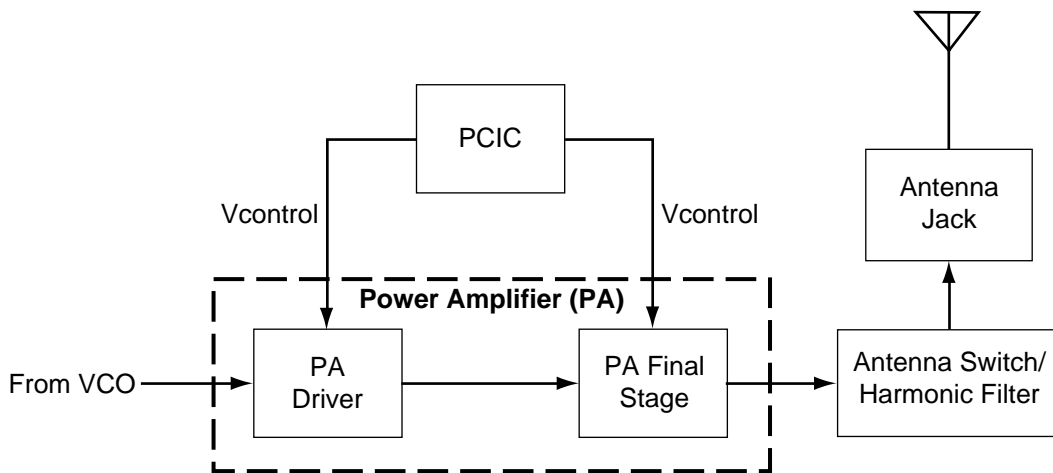 PCIC
Antenna
Jack
Vcontrol
Vcontrol
Power Amplifier (PA)
From VCO
PA
Driver
PA Final
Stage
Antenna Switch/
Harmonic Filter